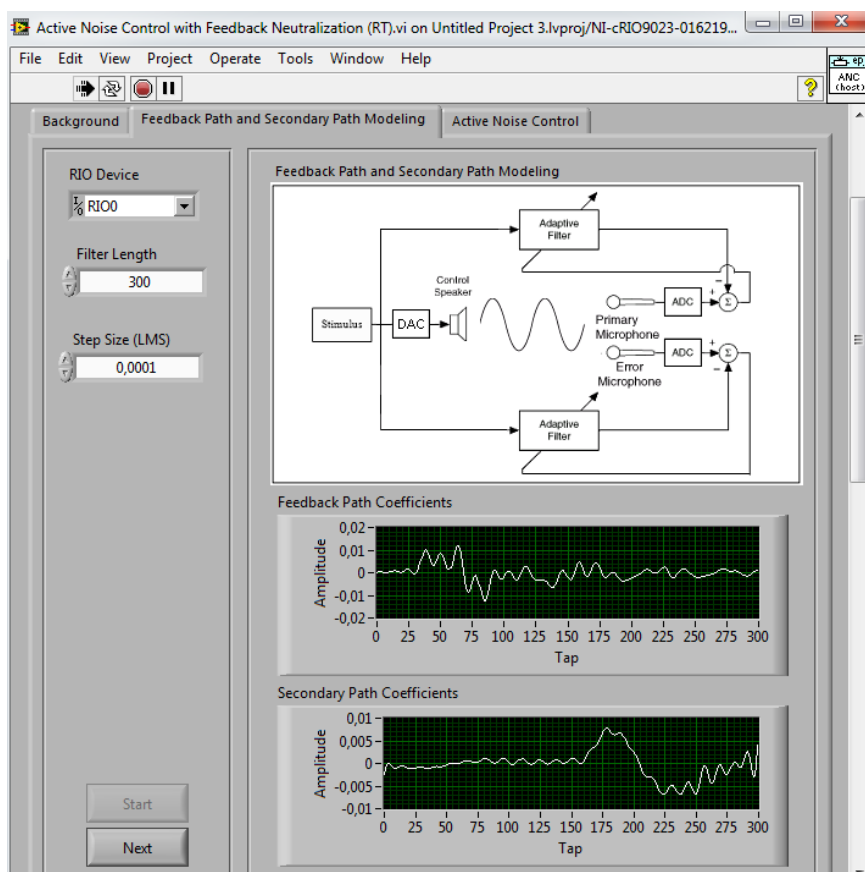 Active Noise Control with Feedback Neutralization (RT).vi on Untitled Project 3.lvproj/NI-cRIO9023-016219...
File Edit View Project Operate Tools Window Help
ANC
(host)
Background
Feedback Path and Secondary Path Modeling
Active Noise Control
RIO Device
I/O RIO0
Filter Length
300
Step Size (LMS)
0,0001
Start
Next
Feedback Path and Secondary Path Modeling
Adaptive
Filter
Control
Speaker
Stimulus
DAC
ADC
−
+
Σ
Primary
Microphone
ADC
+
−
Σ
Error
Microphone
Adaptive
Filter
Feedback Path Coefficients
Amplitude
0,02
0,01
0
-0,01
-0,02
0 25 50 75 100 125 150 175 200 225 250 275 300
Tap
Secondary Path Coefficients
Amplitude
0,01
0,005
0
-0,005
-0,01
0 25 50 75 100 125 150 175 200 225 250 275 300
Tap